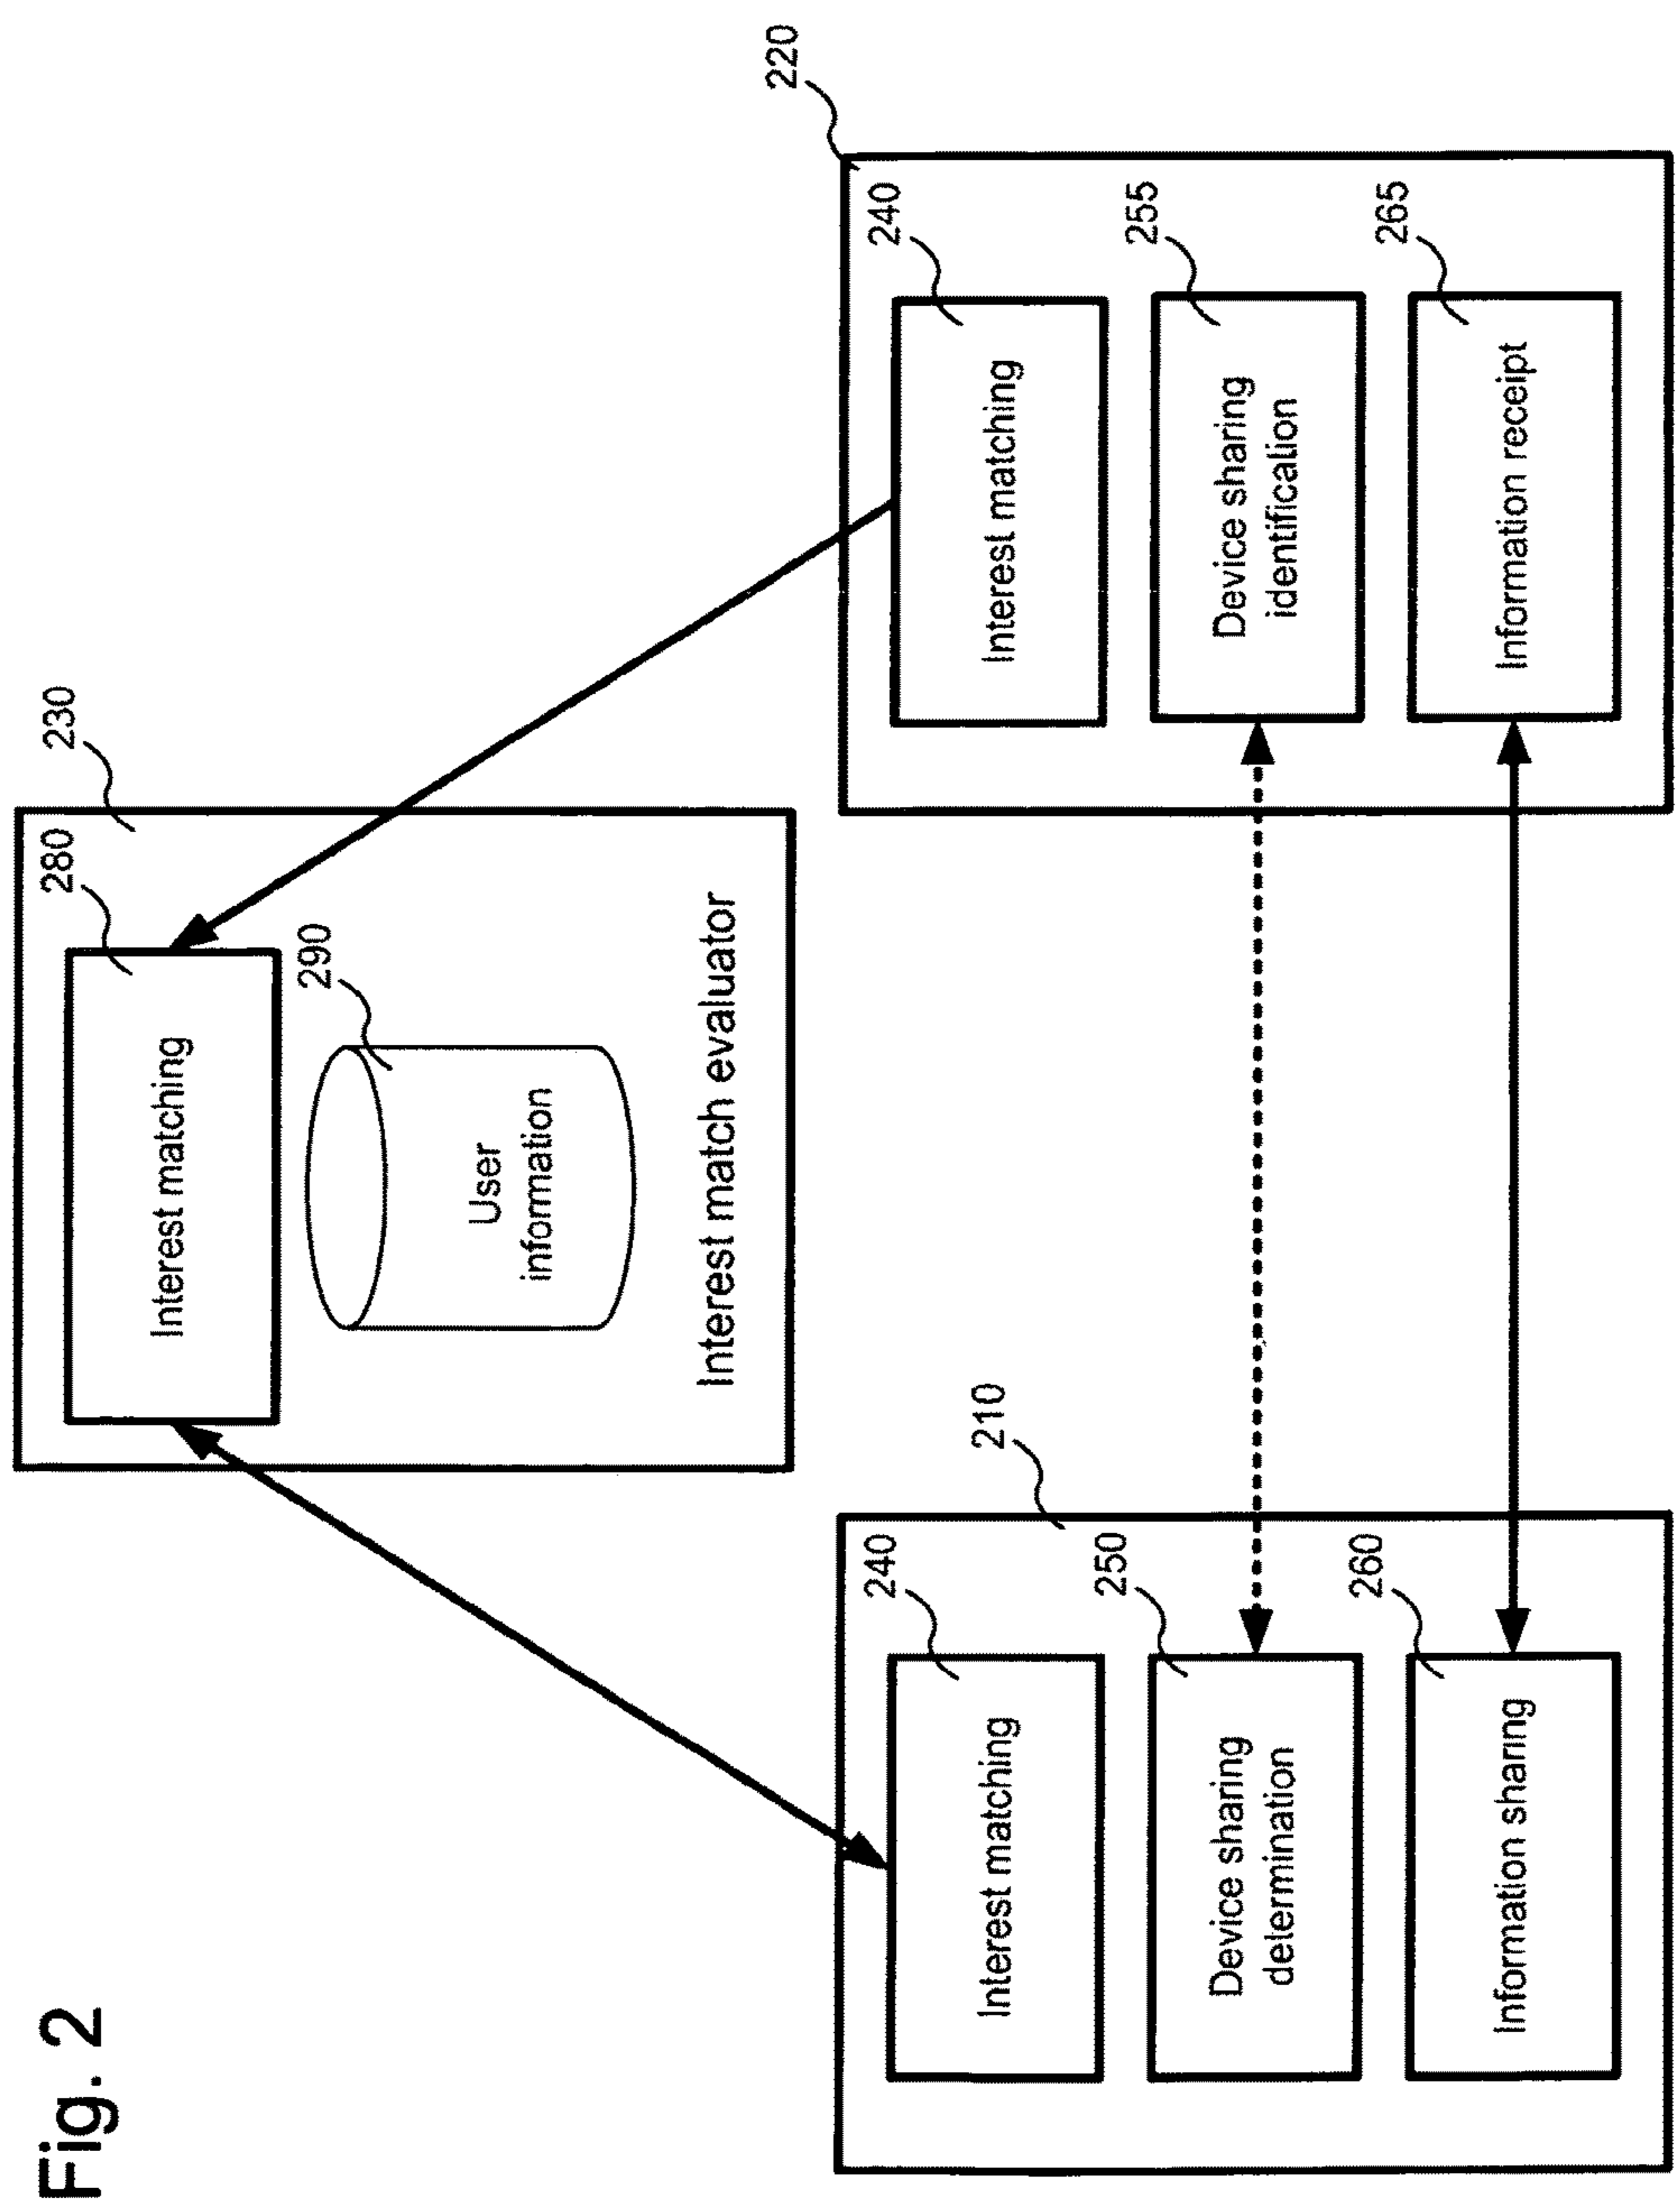 Fig. 2
230
280
Interest matching
290
User
information
Interest match evaluator
210
240
Interest matching
250
Device sharing
determination
260
Information sharing
220
240
Interest matching
255
Device sharing
identification
265
Information receipt